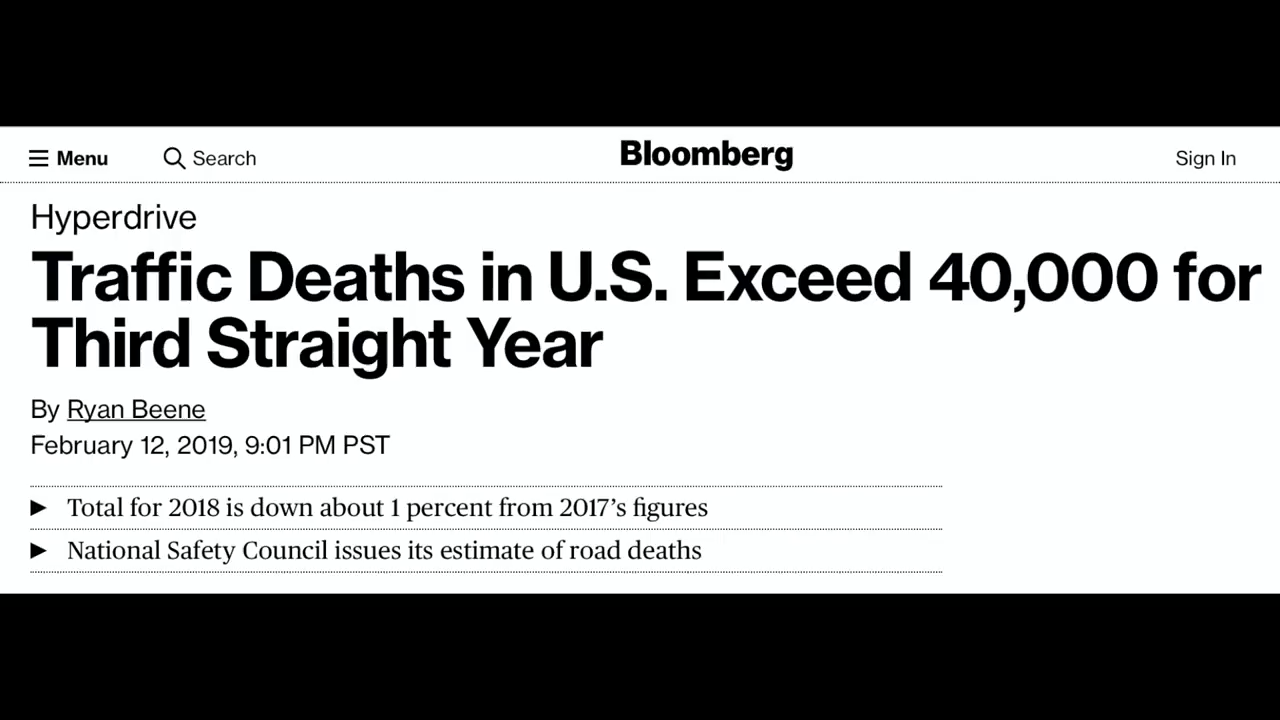 Menu Search Bloomberg Sign In
Hyperdrive
Traffic Deaths in U.S. Exceed 40,000 for
Third Straight Year
By Ryan Beene
February 12, 2019, 9:01 PM PST
► Total for 2018 is down about 1 percent from 2017’s figures
► National Safety Council issues its estimate of road deaths